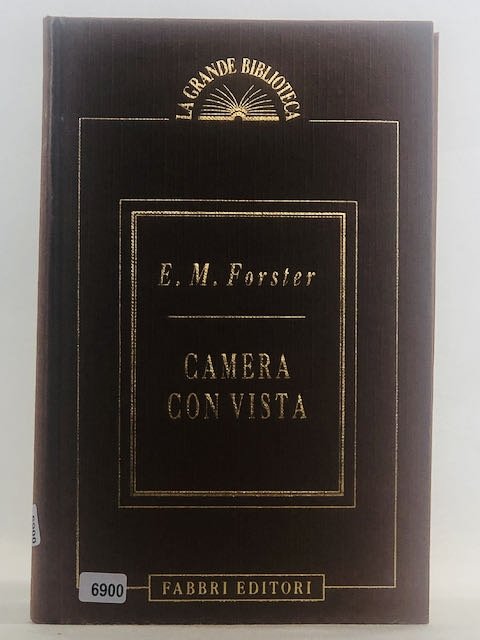 LA GRANDE BIBLIOTECA
E. M. Forster
CAMERA
CON VISTA
6900
FABBRI EDITORI